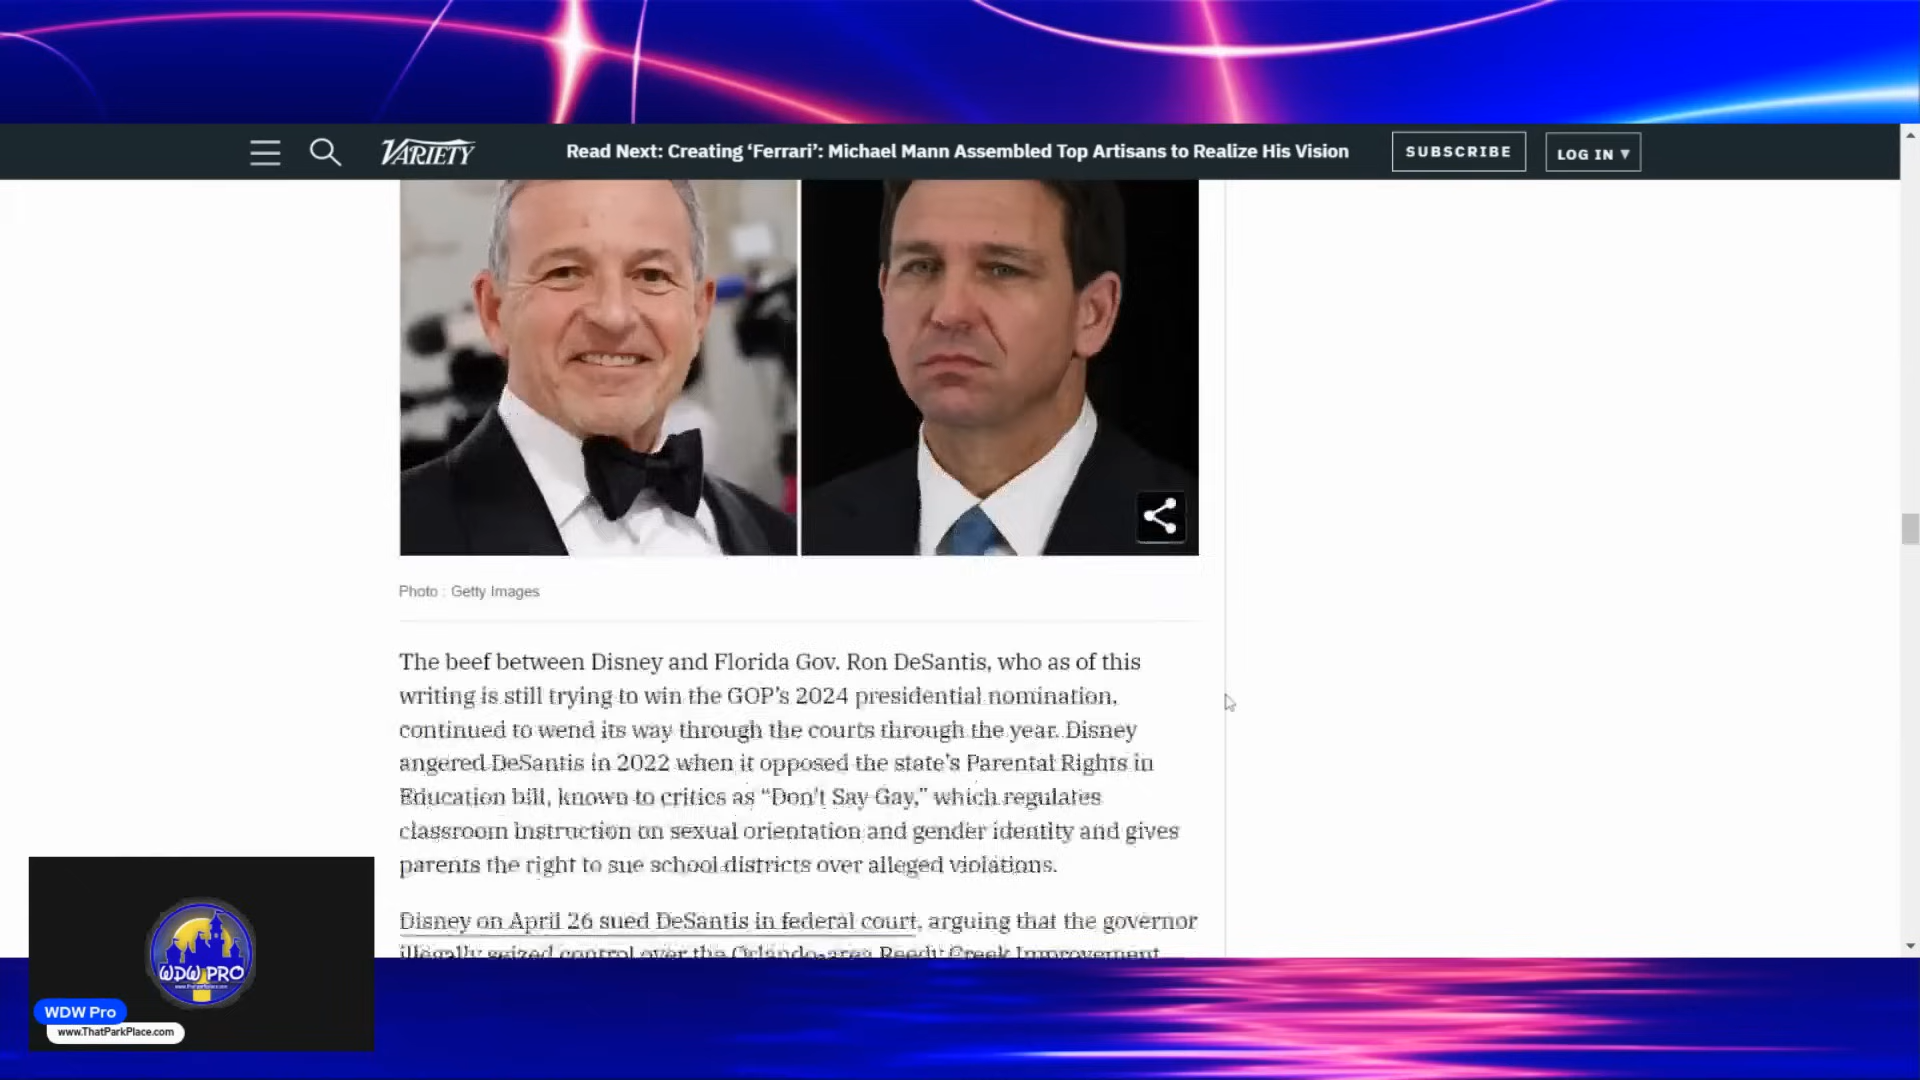 VARIETY
Read Next: Creating ‘Ferrari’: Michael Mann Assembled Top Artisans to Realize His Vision
SUBSCRIBE
LOG IN ▼
Photo : Getty Images
The beef between Disney and Florida Gov. Ron DeSantis, who as of this
writing is still trying to win the GOP’s 2024 presidential nomination,
continued to wend its way through the courts through the year. Disney
angered DeSantis in 2022 when it opposed the state’s Parental Rights in
Education bill, known to critics as “Don’t Say Gay,” which regulates
classroom instruction on sexual orientation and gender identity and gives
parents the right to sue school districts over alleged violations.
Disney on April 26 sued DeSantis in federal court, arguing that the governor
illegally seized control over the Orlando-area Reedy Creek Improvement
WDW PRO
WDW Pro
www.ThatParkPlace.com